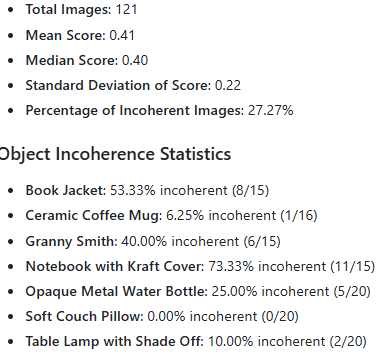 Total Images: 121
Mean Score: 0.41
Median Score: 0.40
Standard Deviation of Score: 0.22
Percentage of Incoherent Images: 27.27%
Object Incoherence Statistics
Book Jacket: 53.33% incoherent (8/15)
Ceramic Coffee Mug: 6.25% incoherent (1/16)
Granny Smith: 40.00% incoherent (6/15)
Notebook with Kraft Cover: 73.33% incoherent (11/15)
Opaque Metal Water Bottle: 25.00% incoherent (5/20)
Soft Couch Pillow: 0.00% incoherent (0/20)
Table Lamp with Shade Off: 10.00% incoherent (2/20)